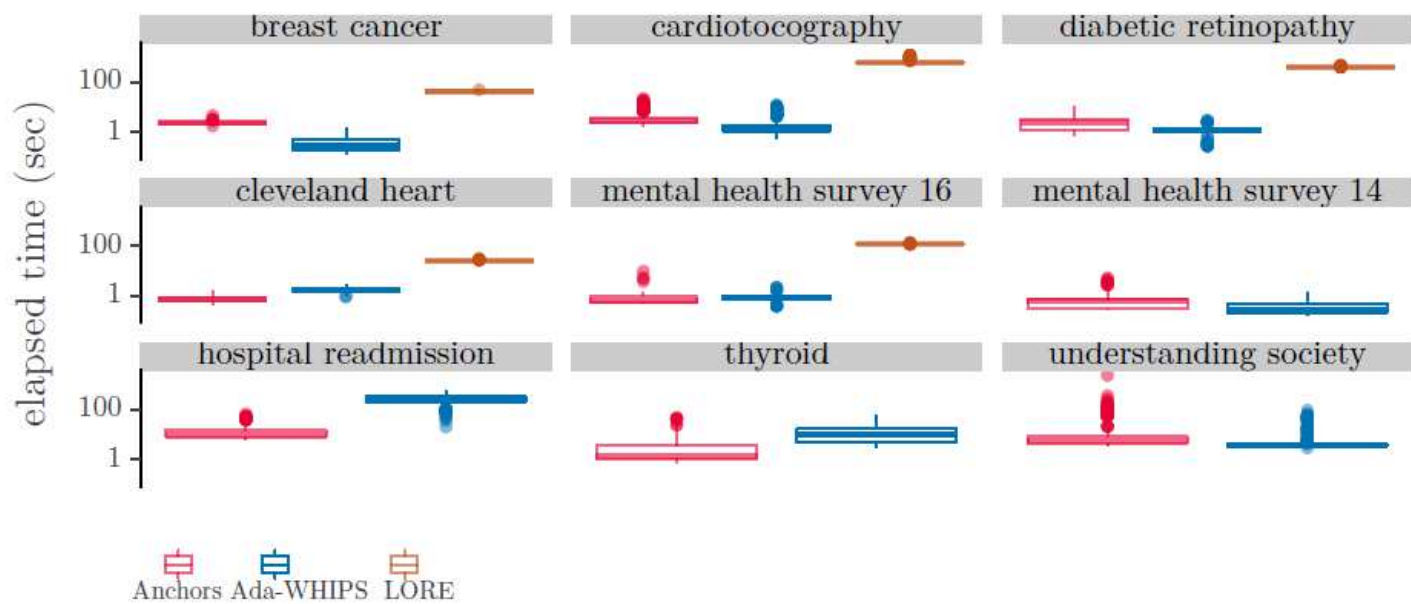 breast cancer cardiotocography diabetic retinopathy
100
1
cleveland heart mental health survey 16 mental health survey 14
100
1
hospital readmission thyroid understanding society
100
1
elapsed time (sec)
Anchors Ada-WHIPS LORE